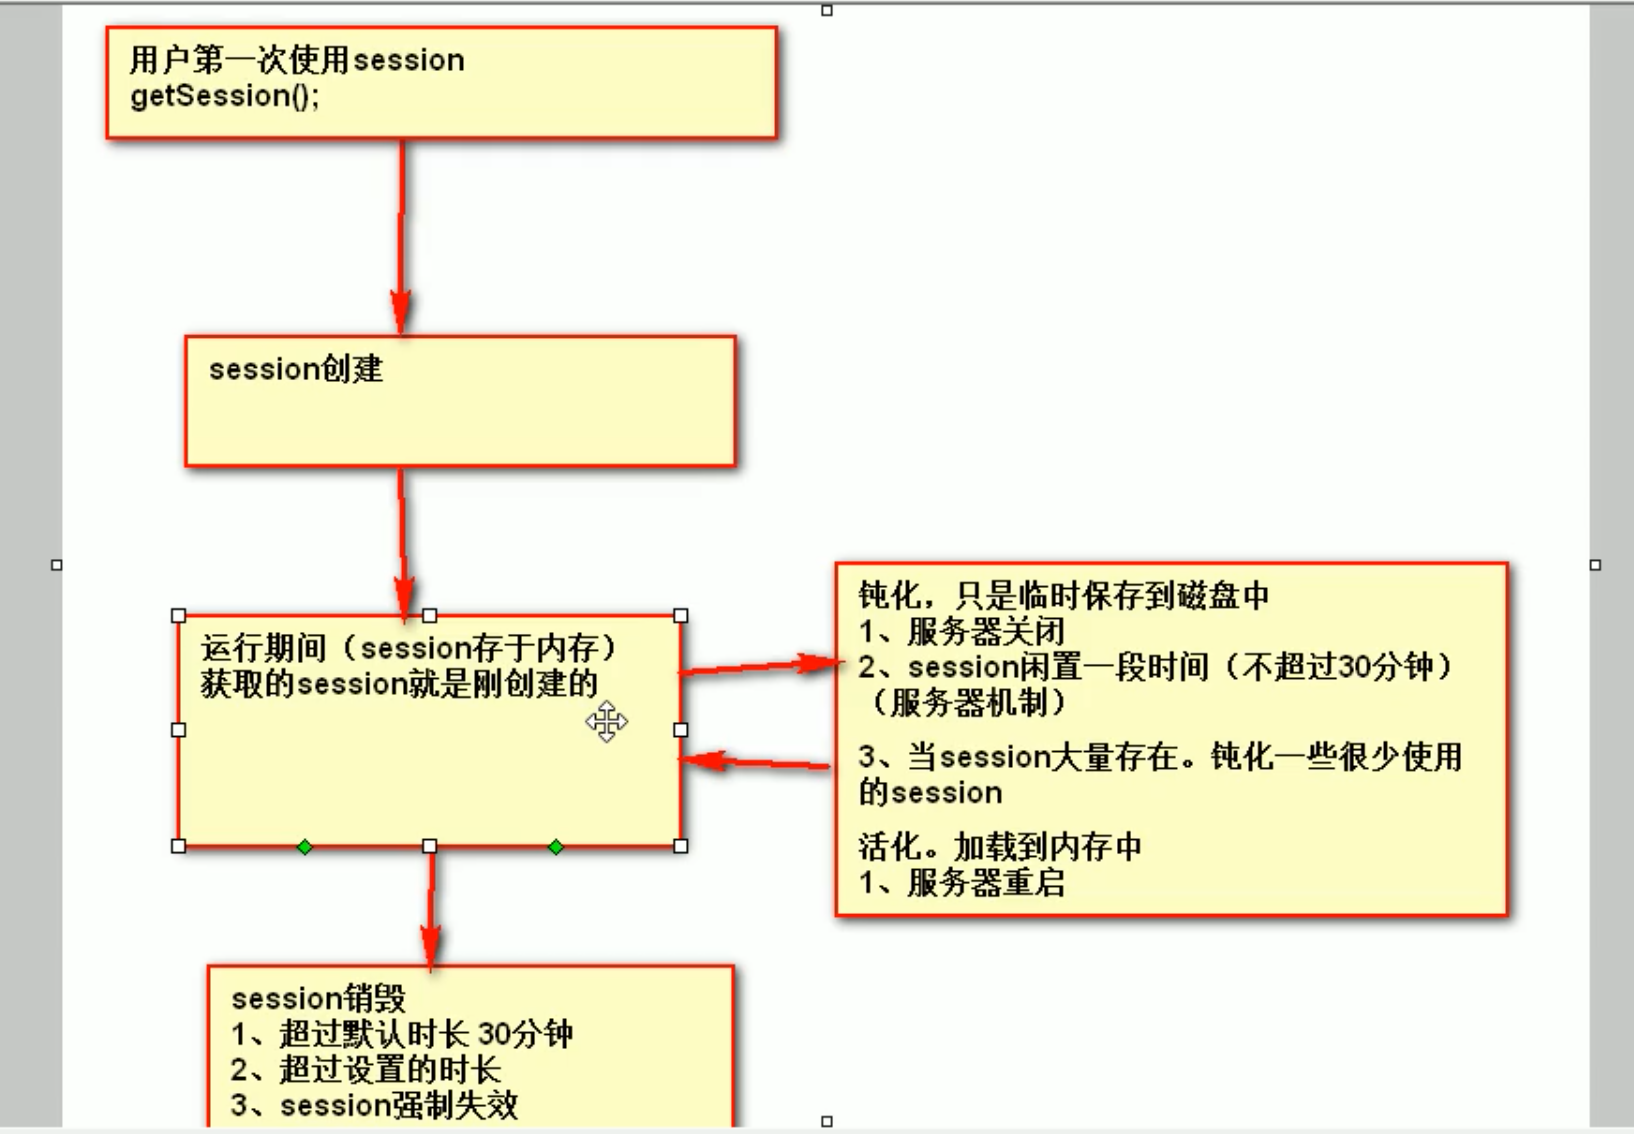 用户第一次使用session
getSession();
session创建
运行期间（session存于内存）
获取的session就是刚创建的
钝化，只是临时保存到磁盘中
1、服务器关闭
2、session闲置一段时间（不超过30分钟）
（服务器机制）
3、当session大量存在。钝化一些很少使用
的session
活化。加载到内存中
1、服务器重启
session销毁
1、超过默认时长 30分钟
2、超过设置的时长
3、session强制失效